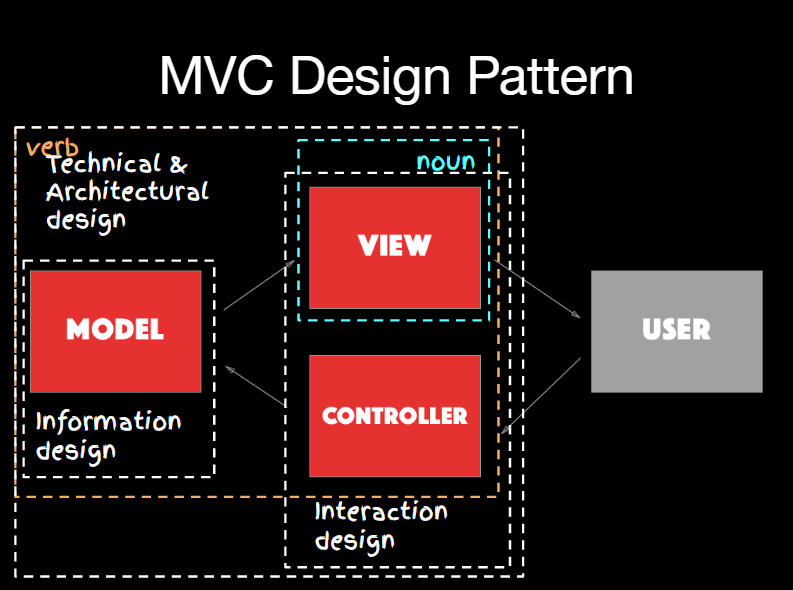 MVC Design Pattern
verb
Technical &
Architectural
design
noun
VIEW
MODEL
USER
CONTROLLER
Information
design
Interaction
design